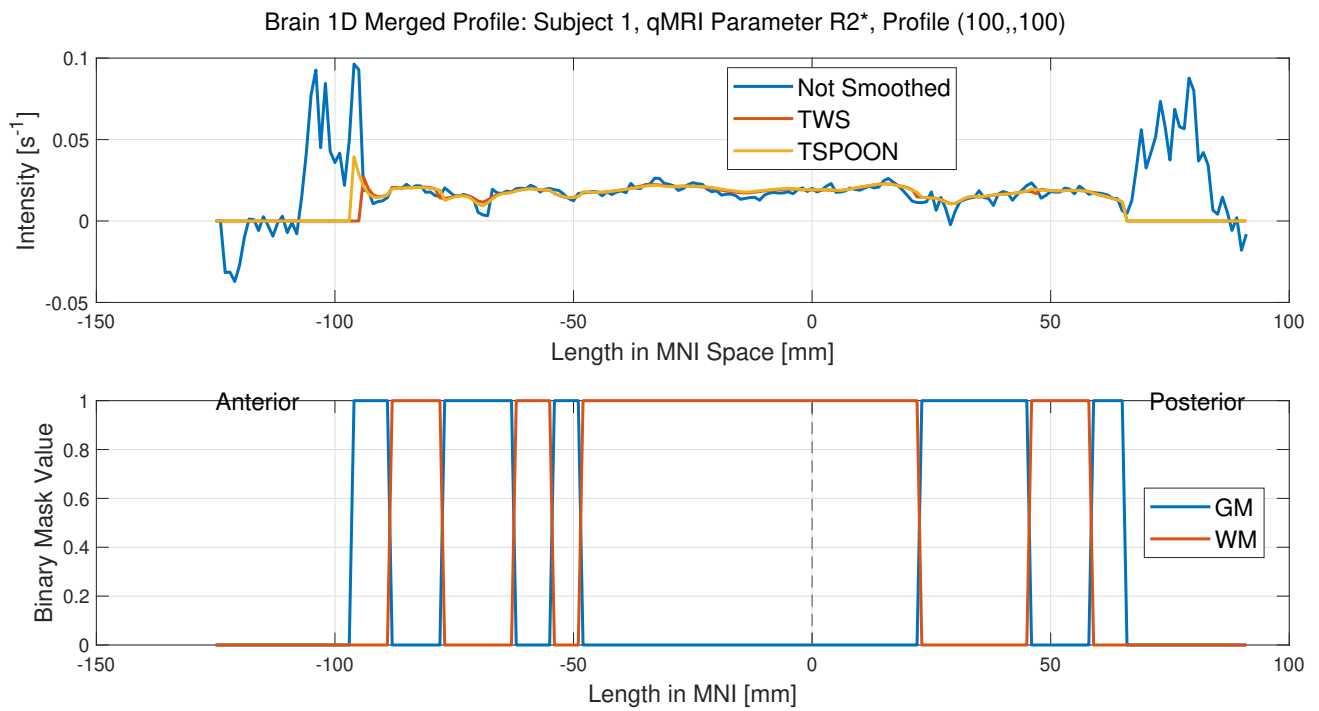 Brain 1D Merged Profile: Subject 1, qMRI Parameter R2*, Profile (100,,100)
Intensity [s⁻¹]
0.1
0.05
0
-0.05
Not Smoothed
TWS
TSPOON
-150
-100
-50
0
50
100
Length in MNI Space [mm]
Binary Mask Value
1
0.8
0.6
0.4
0.2
0
Anterior
Posterior
GM
WM
-150
-100
-50
0
50
100
Length in MNI [mm]